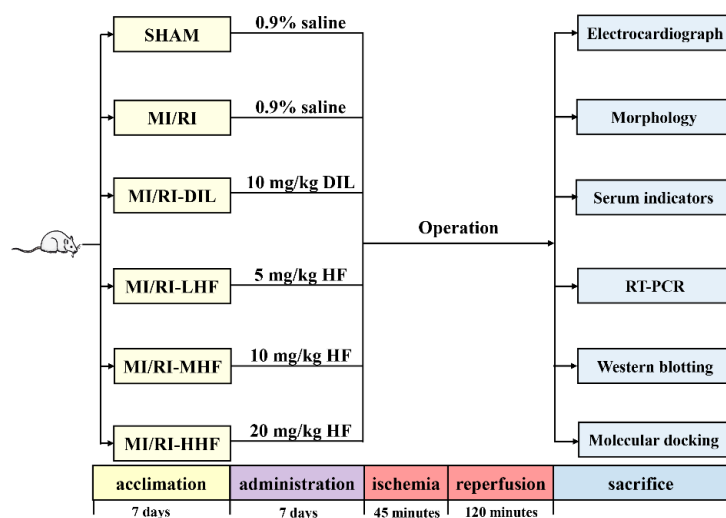 SHAM
0.9% saline
Electrocardiograph
MI/RI
0.9% saline
Morphology
MI/RI-DIL
10 mg/kg DIL
Serum indicators
Operation
MI/RI-LHF
5 mg/kg HF
RT-PCR
MI/RI-MHF
10 mg/kg HF
Western blotting
MI/RI-HHF
20 mg/kg HF
Molecular docking
acclimation
administration
ischemia
reperfusion
sacrifice
7 days
7 days
45 minutes
120 minutes